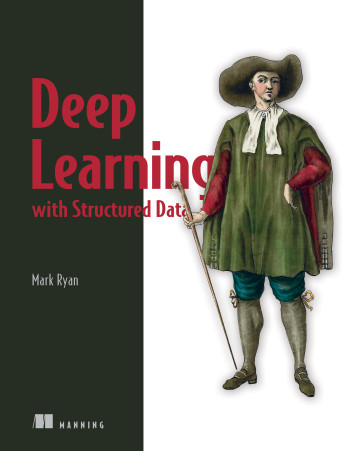 Deep
Learning
with Structured Data
Mark Ryan
MANNING